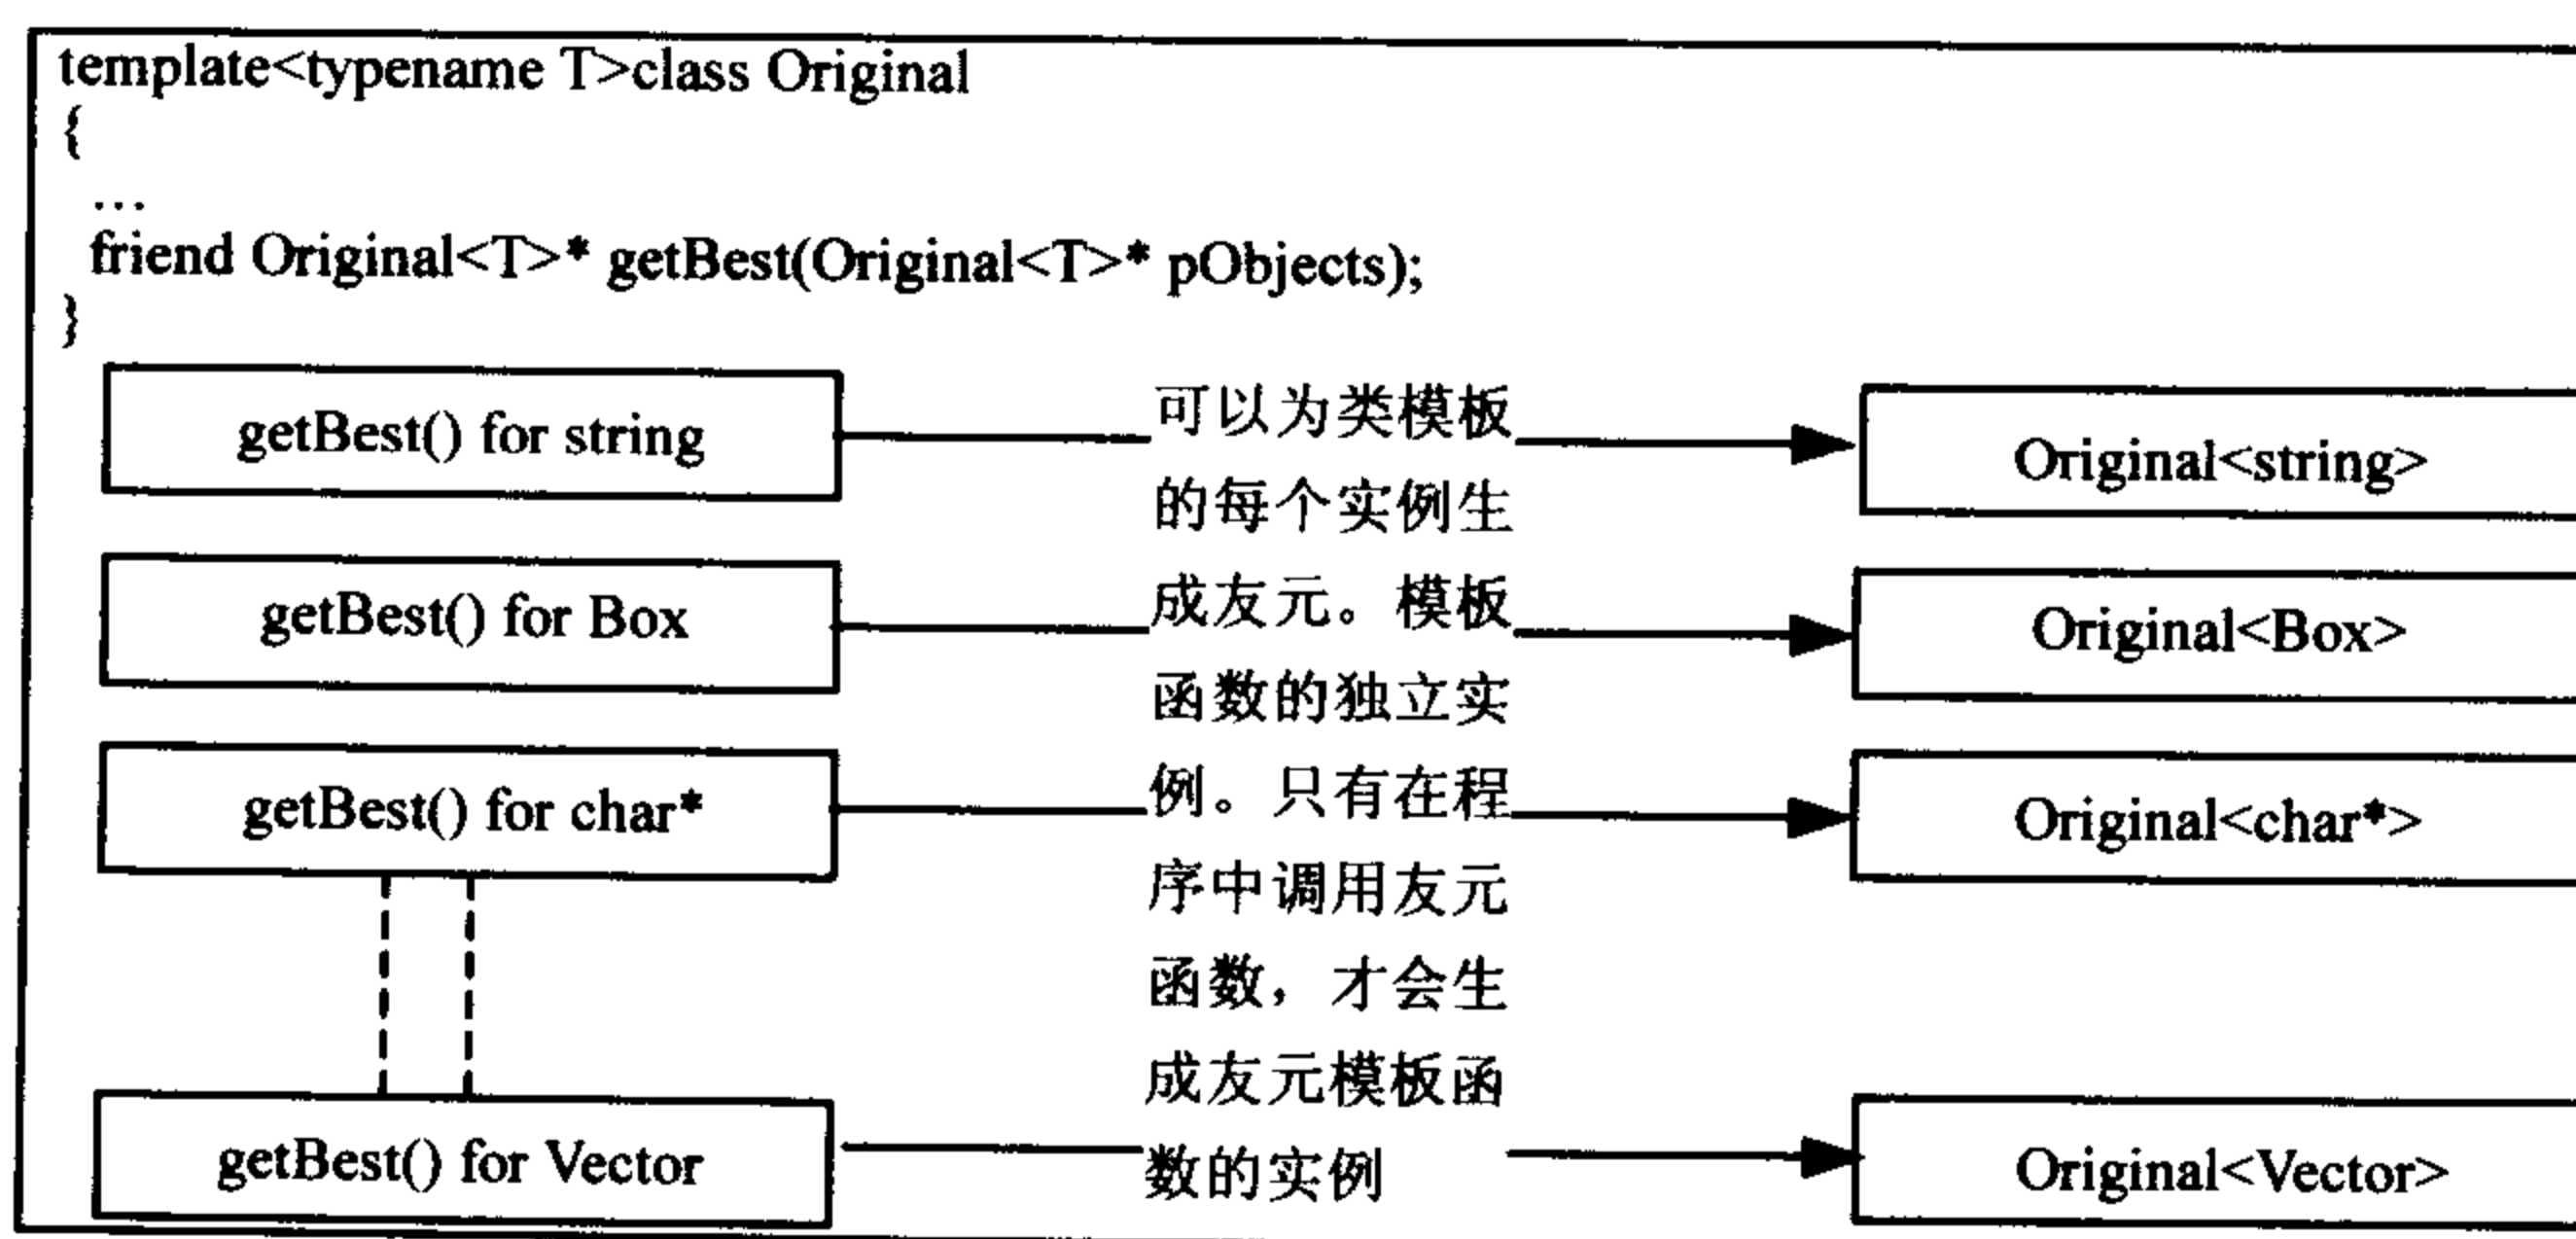 template<typename T>class Original
{
…
friend Original<T>* getBest(Original<T>* pObjects);
}
getBest() for string
getBest() for Box
getBest() for char*
getBest() for Vector
可以为类模板
的每个实例生
成友元。模板
函数的独立实
例。只有在程
序中调用友元
函数，才会生
成友元模板函
数的实例
Original<string>
Original<Box>
Original<char*>
Original<Vector>